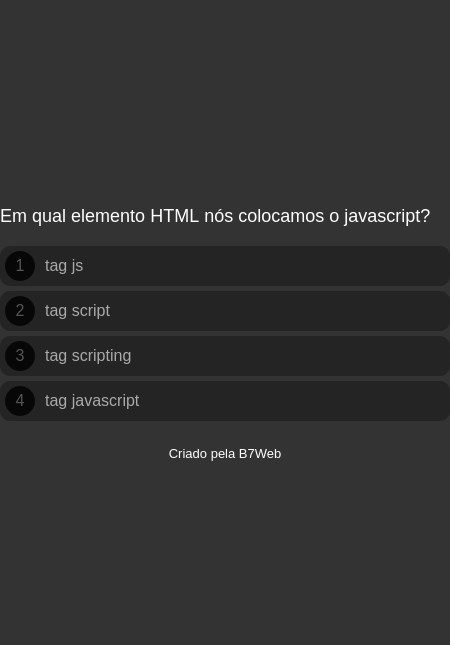 Em qual elemento HTML nós colocamos o javascript?
1 tag js
2 tag script
3 tag scripting
4 tag javascript
Criado pela B7Web